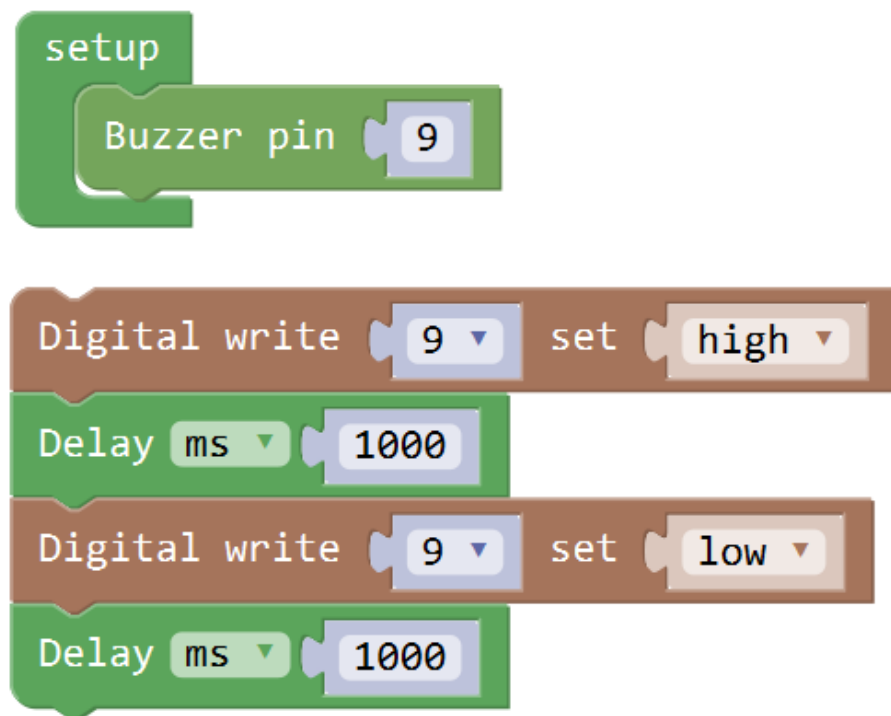 setup
Buzzer pin 9
Digital write 9 set high
Delay ms 1000
Digital write 9 set low
Delay ms 1000